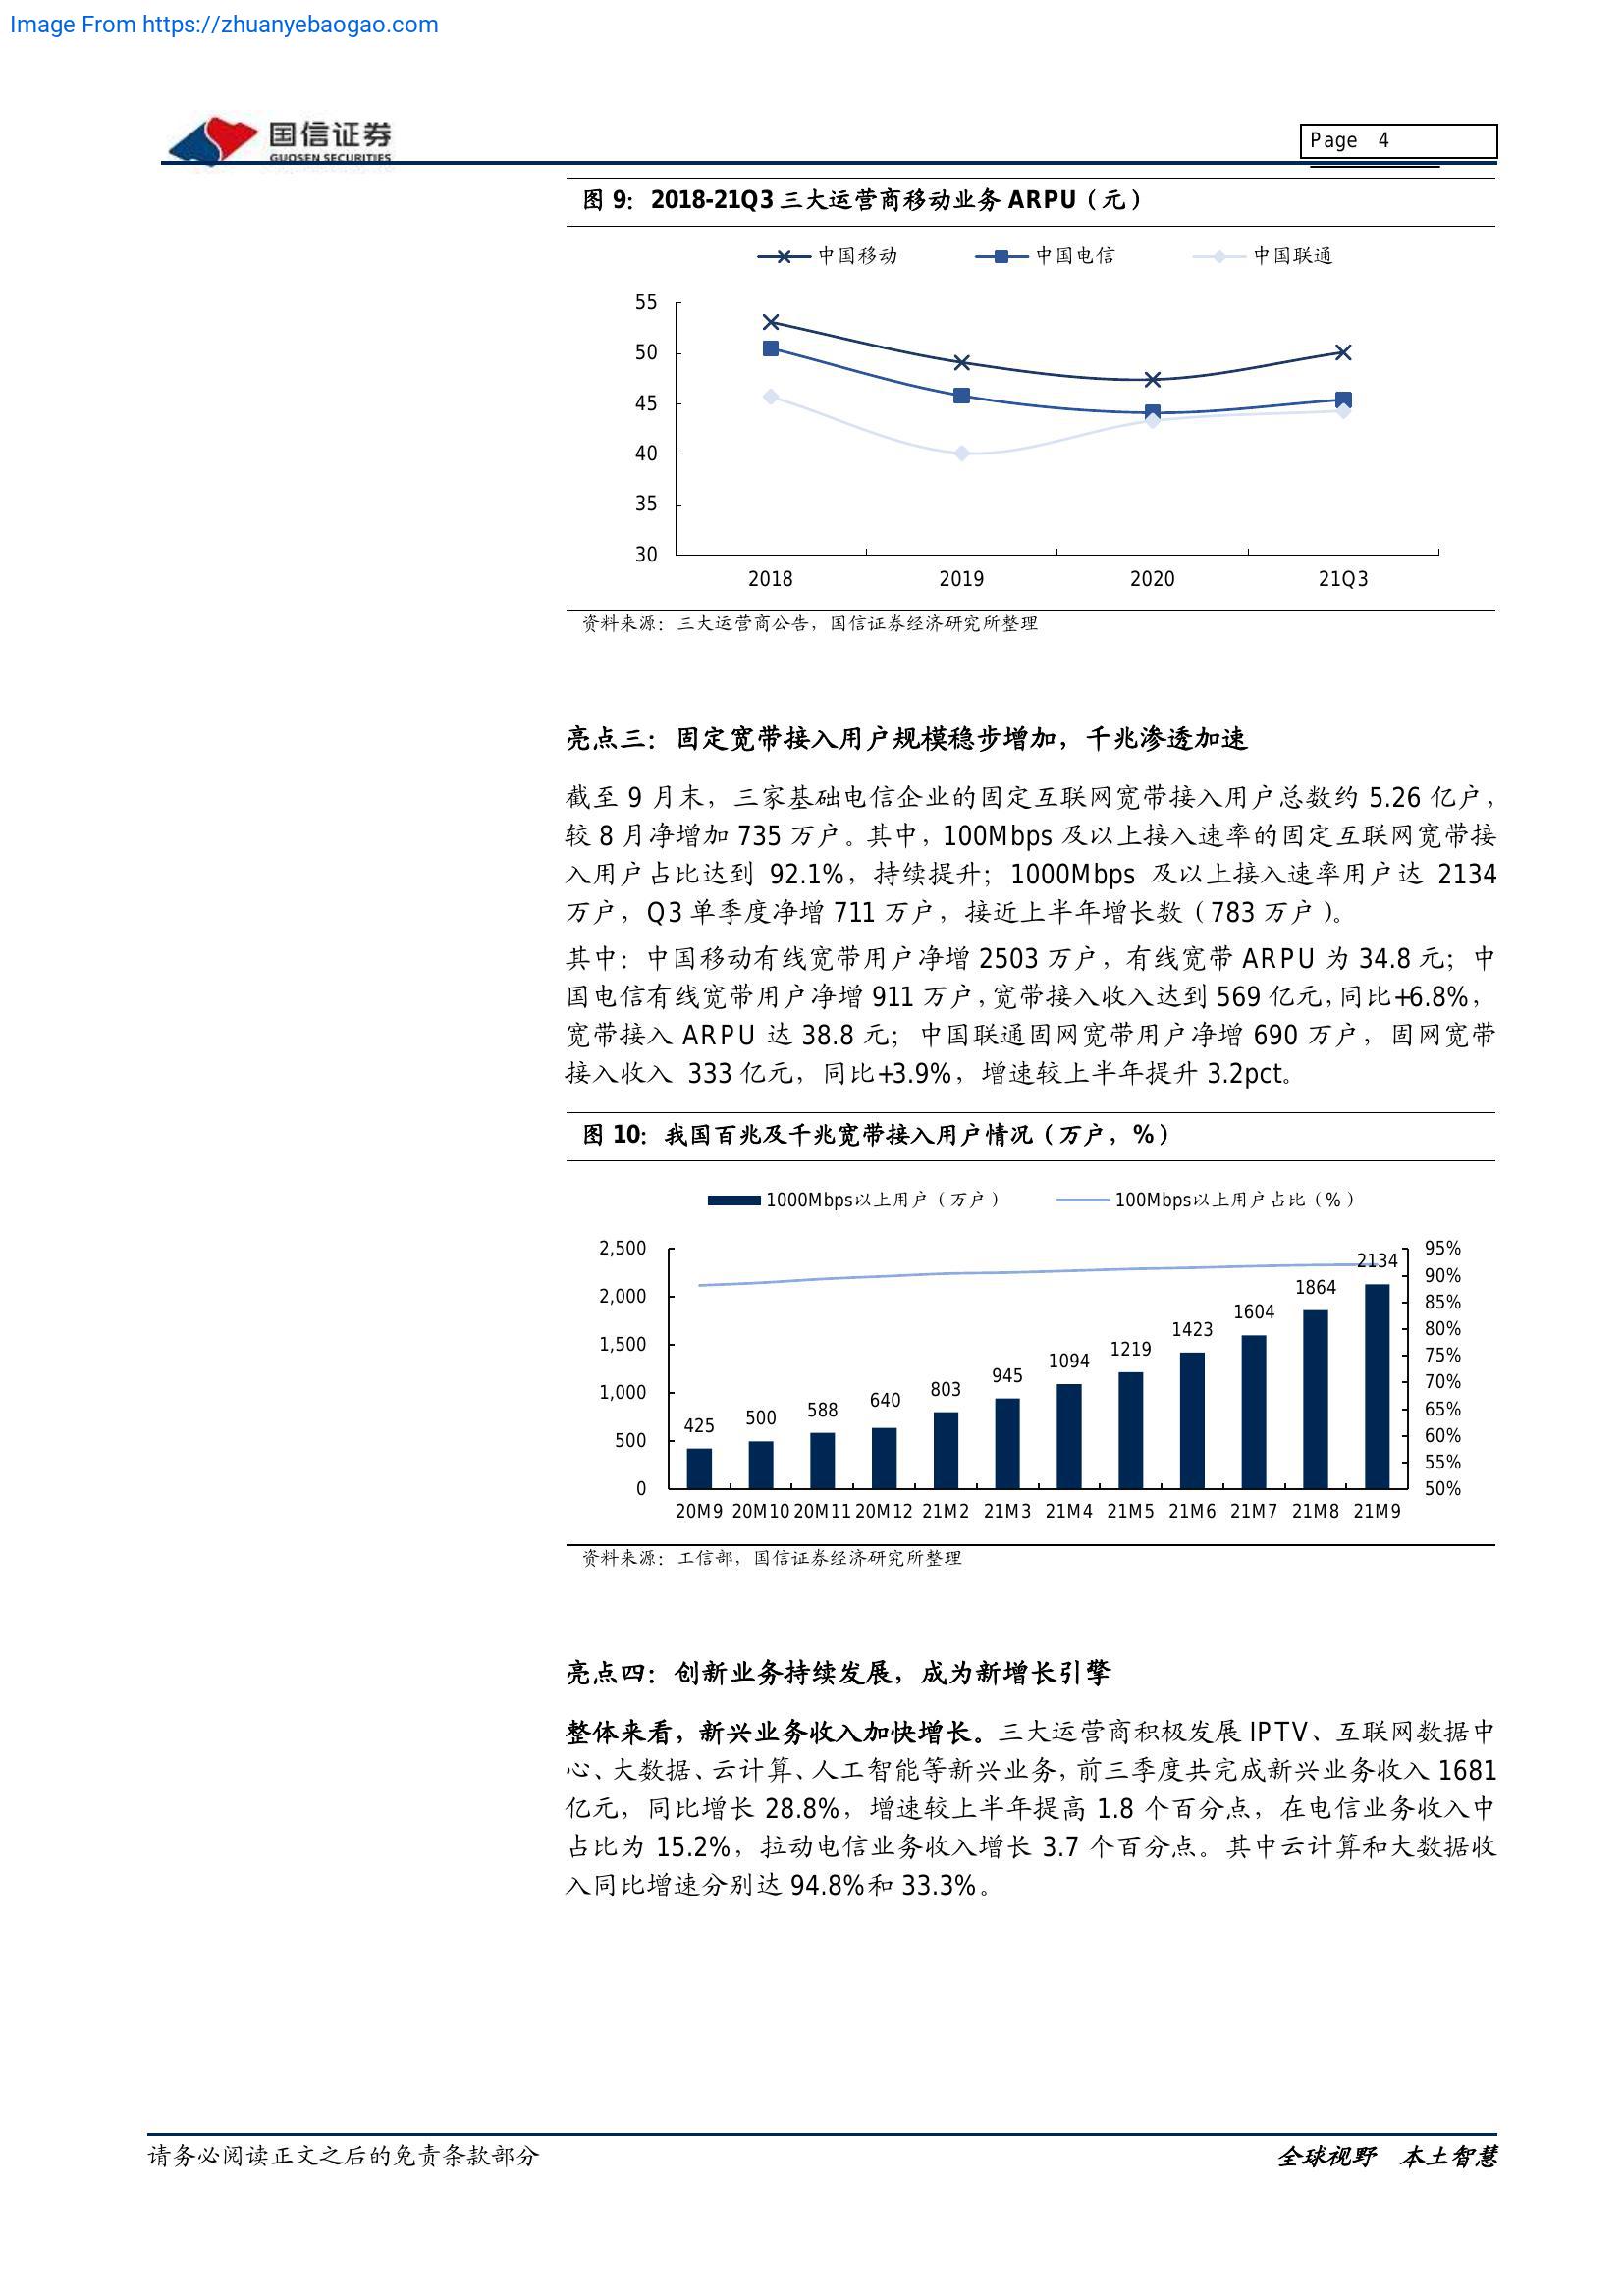 Image From https://zhuanyebaogao.com
国信证券
GUOSEN SECURITIES
Page 4
图 9：2018-21Q3 三大运营商移动业务 ARPU（元）
中国移动 中国电信 中国联通
55
50
45
40
35
30
2018 2019 2020 21Q3
资料来源：三大运营商公告，国信证券经济研究所整理
亮点三：固定宽带接入用户规模稳步增加，千兆渗透加速
截至 9 月末，三家基础电信企业的固定互联网宽带接入用户总数约 5.26 亿户，
较 8 月净增加 735 万户。其中，100Mbps 及以上接入速率的固定互联网宽带接
入用户占比达到 92.1%，持续提升；1000Mbps 及以上接入速率用户达 2134
万户，Q3 单季度净增 711 万户，接近上半年增长数（783 万户）。
其中：中国移动有线宽带用户净增 2503 万户，有线宽带 ARPU 为 34.8 元；中
国电信有线宽带用户净增 911 万户，宽带接入收入达到 569 亿元，同比+6.8%，
宽带接入 ARPU 达 38.8 元；中国联通固网宽带用户净增 690 万户，固网宽带
接入收入 333 亿元，同比+3.9%，增速较上半年提升 3.2pct。
图 10：我国百兆及千兆宽带接入用户情况（万户，%）
1000Mbps以上用户（万户） 100Mbps以上用户占比（%）
2,500
2,000
1,500
1,000
500
0
425 500 588 640 803 945 1094 1219 1423 1604 1864 2134
95%
90%
85%
80%
75%
70%
65%
60%
55%
50%
20M9 20M10 20M11 20M12 21M2 21M3 21M4 21M5 21M6 21M7 21M8 21M9
资料来源：工信部，国信证券经济研究所整理
亮点四：创新业务持续发展，成为新增长引擎
整体来看，新兴业务收入加快增长。三大运营商积极发展 IPTV、互联网数据中
心、大数据、云计算、人工智能等新兴业务，前三季度共完成新兴业务收入 1681
亿元，同比增长 28.8%，增速较上半年提高 1.8 个百分点，在电信业务收入中
占比为 15.2%，拉动电信业务收入增长 3.7 个百分点。其中云计算和大数据收
入同比增速分别达 94.8%和 33.3%。
请务必阅读正文之后的免责条款部分
全球视野 本土智慧